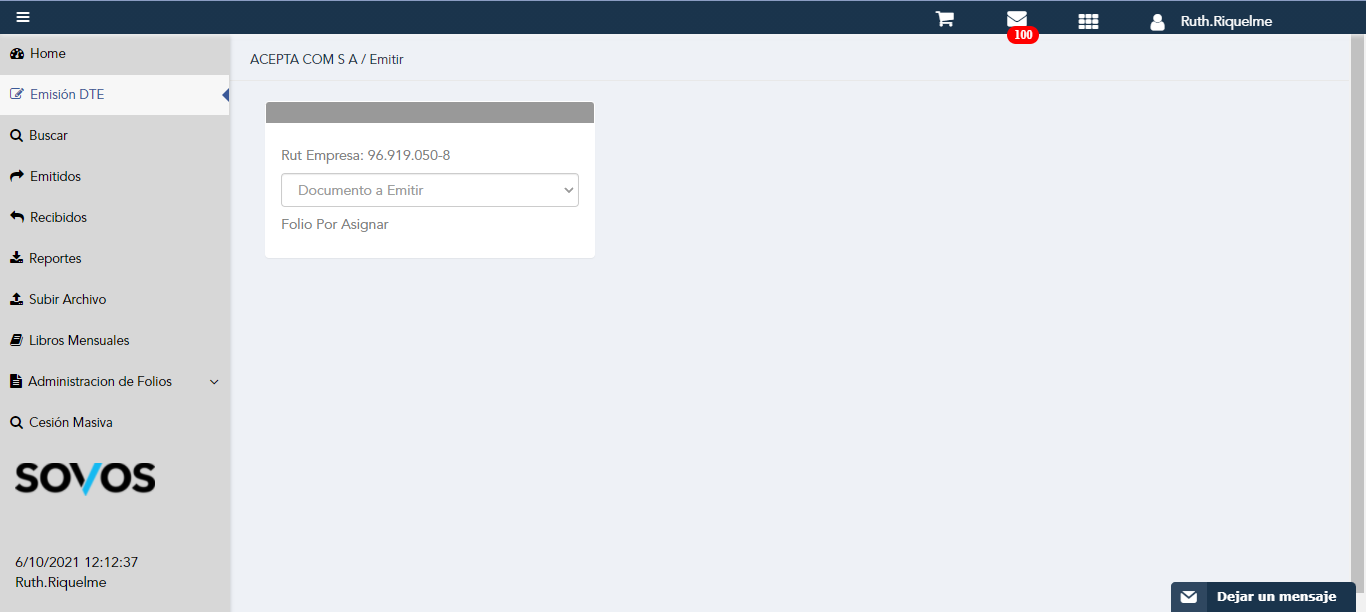 100
Ruth.Riquelme
Home
Emisión DTE
Buscar
Emitidos
Recibidos
Reportes
Subir Archivo
Libros Mensuales
Administracion de Folios
Cesión Masiva
SOVOS
6/10/2021 12:12:37
Ruth.Riquelme
ACEPTA COM S A / Emitir
Rut Empresa: 96.919.050-8
Documento a Emitir
Folio Por Asignar
Dejar un mensaje